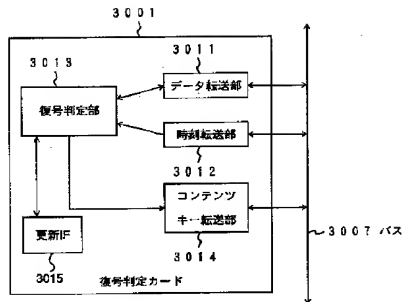 3001
3013
3011
復号判定部
データ転送部
時刻転送部
3012
コンテンツ
キー転送部
3014
更新IF
3015
復号判定カード
3007 バス